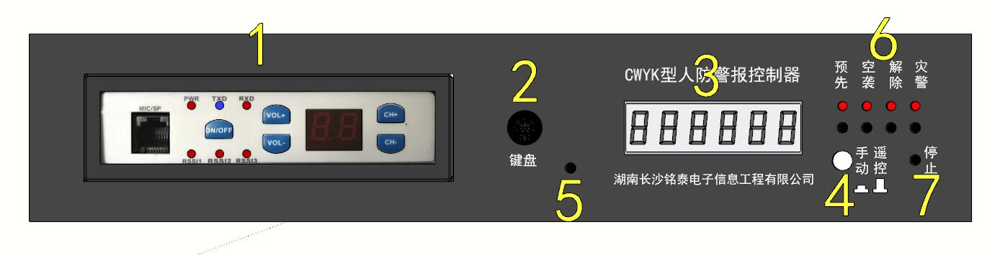 1
MIC/SP
PWR TXD RXD
ON/OFF
RSSI1 RSSI2 RSSI3
VOL+
VOL-
88
CH+
CH-
2
键盘
5
3
CWYK型人防警报控制器
888888
湖南长沙铭泰电子信息工程有限公司
6
预先 空袭 解除 灾警
手动 遥控
停止
4
7